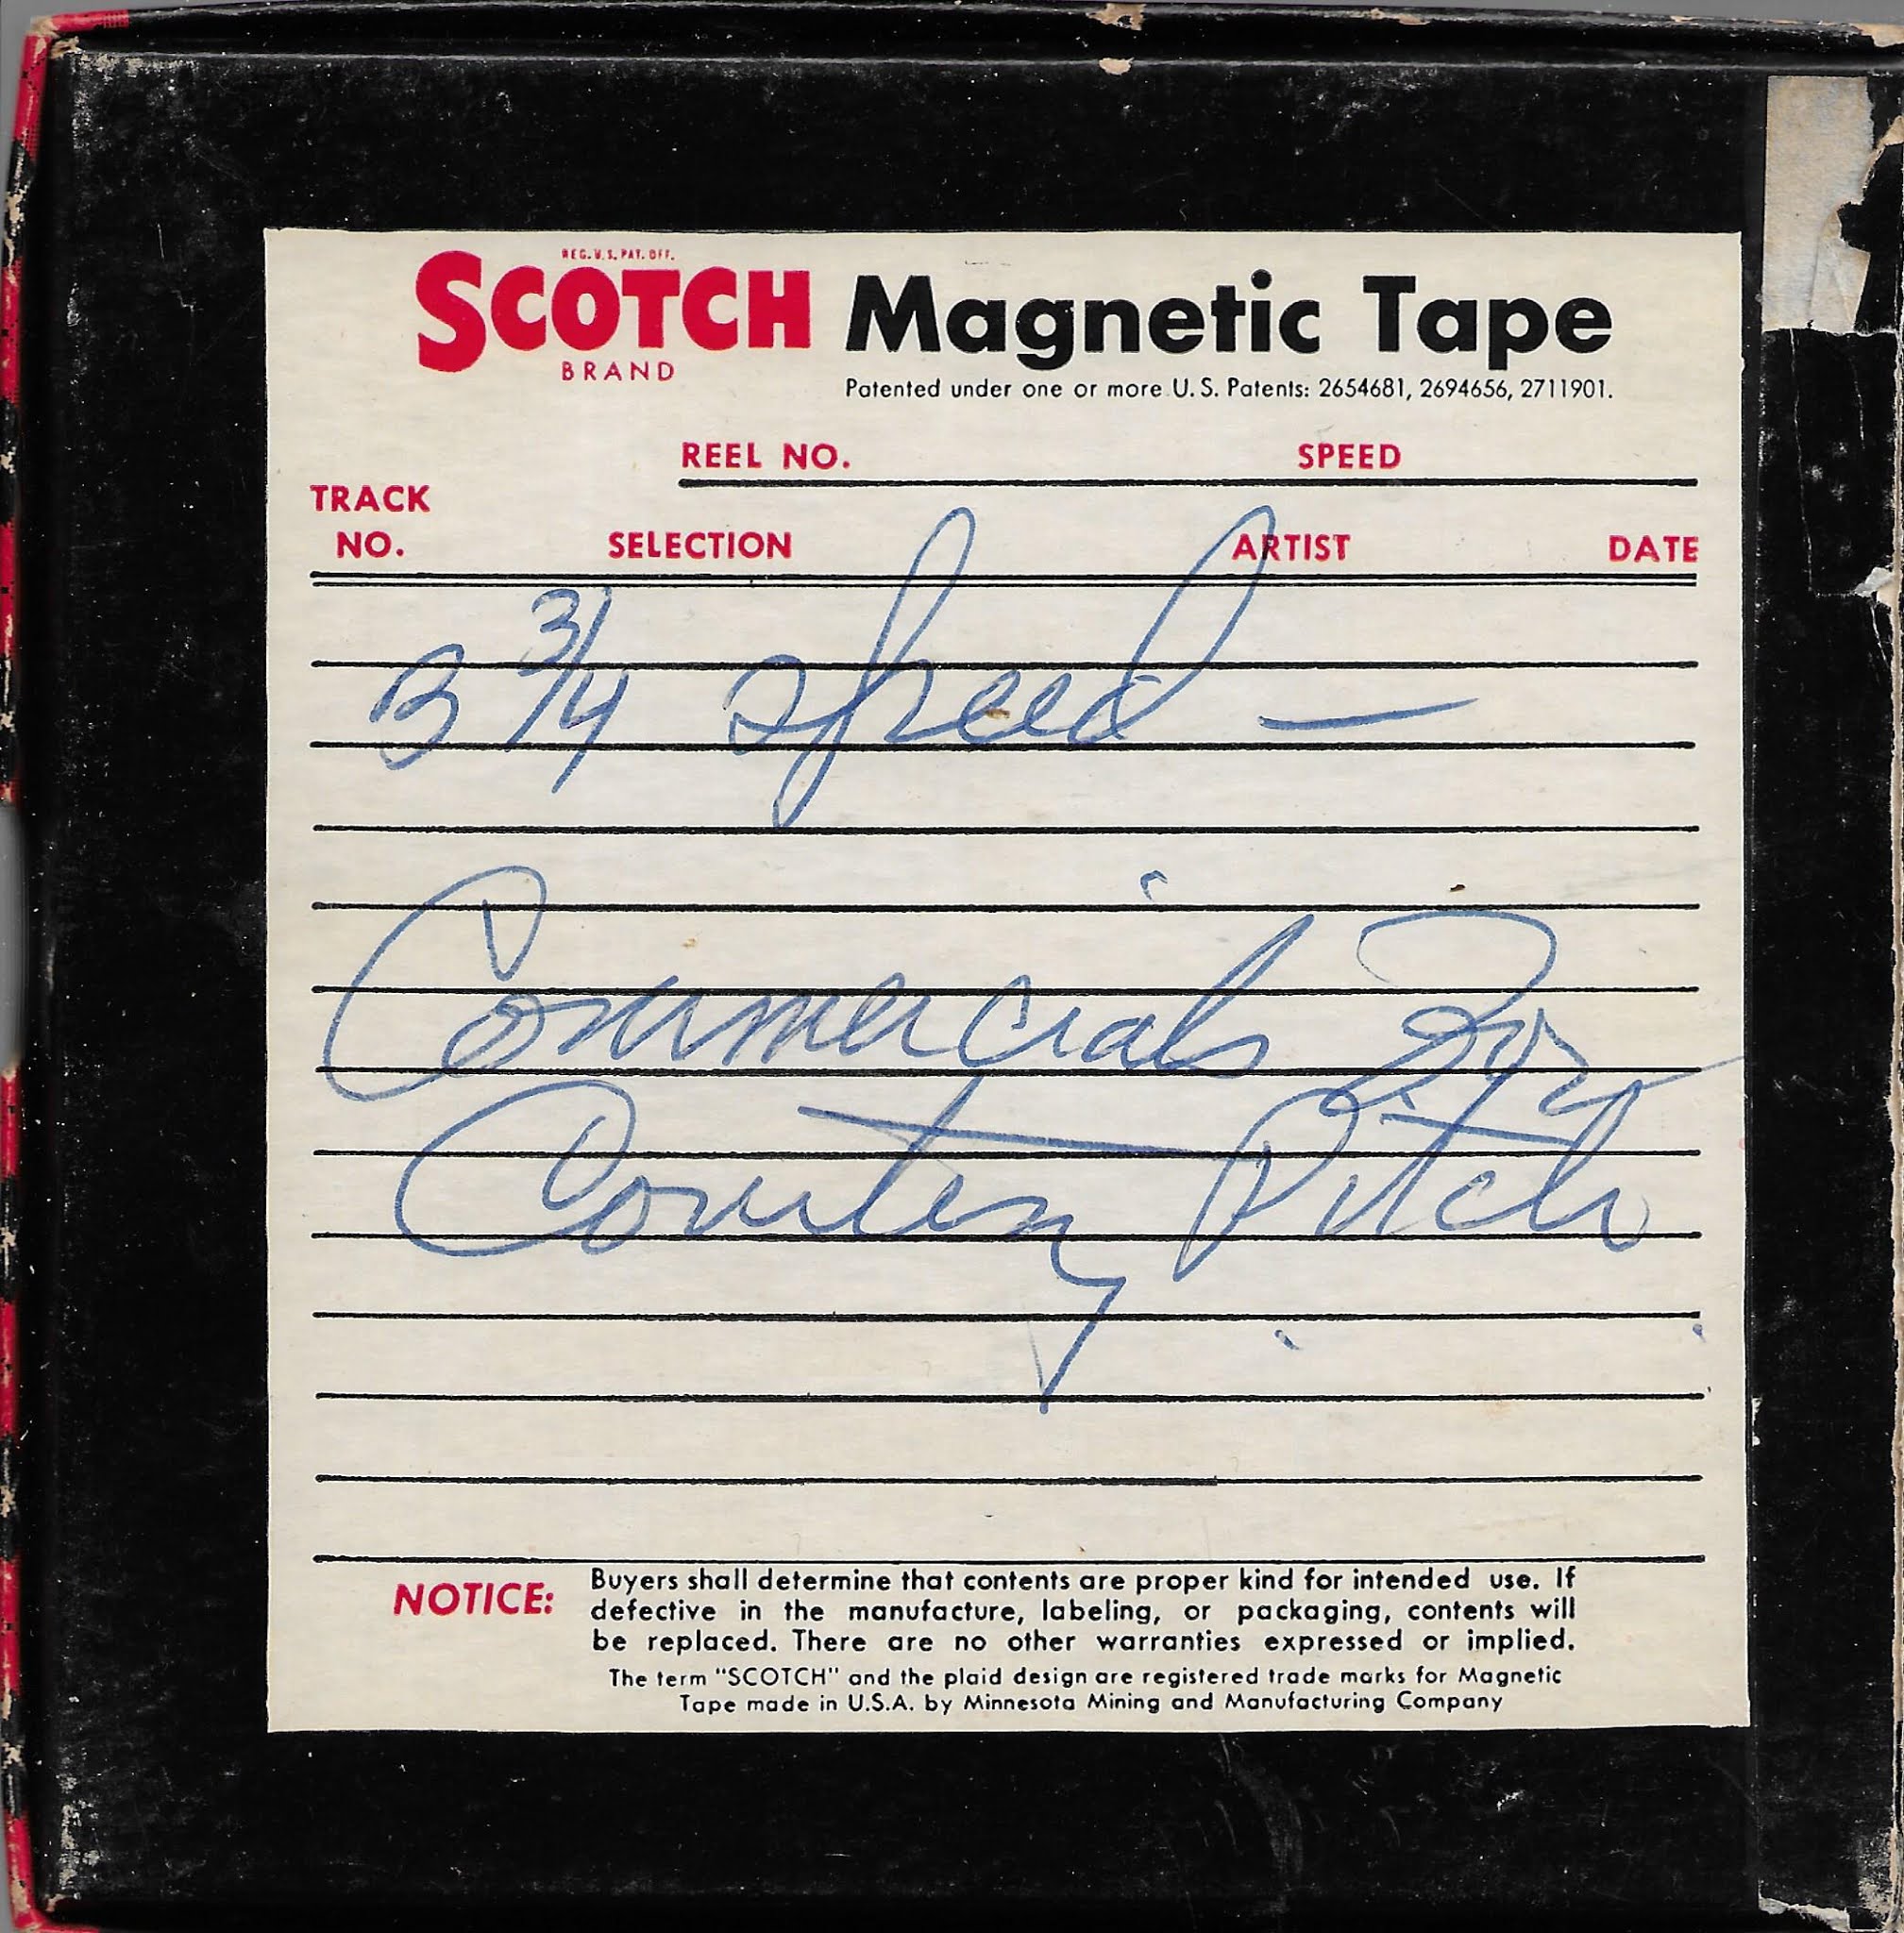 REG. U.S. PAT. OFF.
SCOTCH Magnetic Tape
BRAND
Patented under one or more U.S. Patents: 2654681, 2694656, 2711901.
REEL NO. SPEED
TRACK
NO. SELECTION ARTIST DATE
3 3/4 speed —
Commercials for
Country Pitch
NOTICE: Buyers shall determine that contents are proper kind for intended use. If
defective in the manufacture, labeling, or packaging, contents will
be replaced. There are no other warranties expressed or implied.
The term "SCOTCH" and the plaid design are registered trade marks for Magnetic
Tape made in U.S.A. by Minnesota Mining and Manufacturing Company